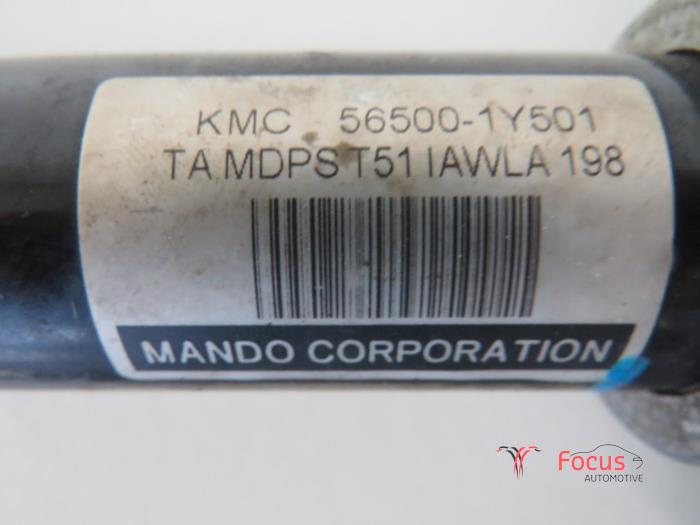 KMC 56500-1Y501
TA MDPS T51 IAWLA 198
MANDO CORPORATION
Focus
AUTOMOTIVE